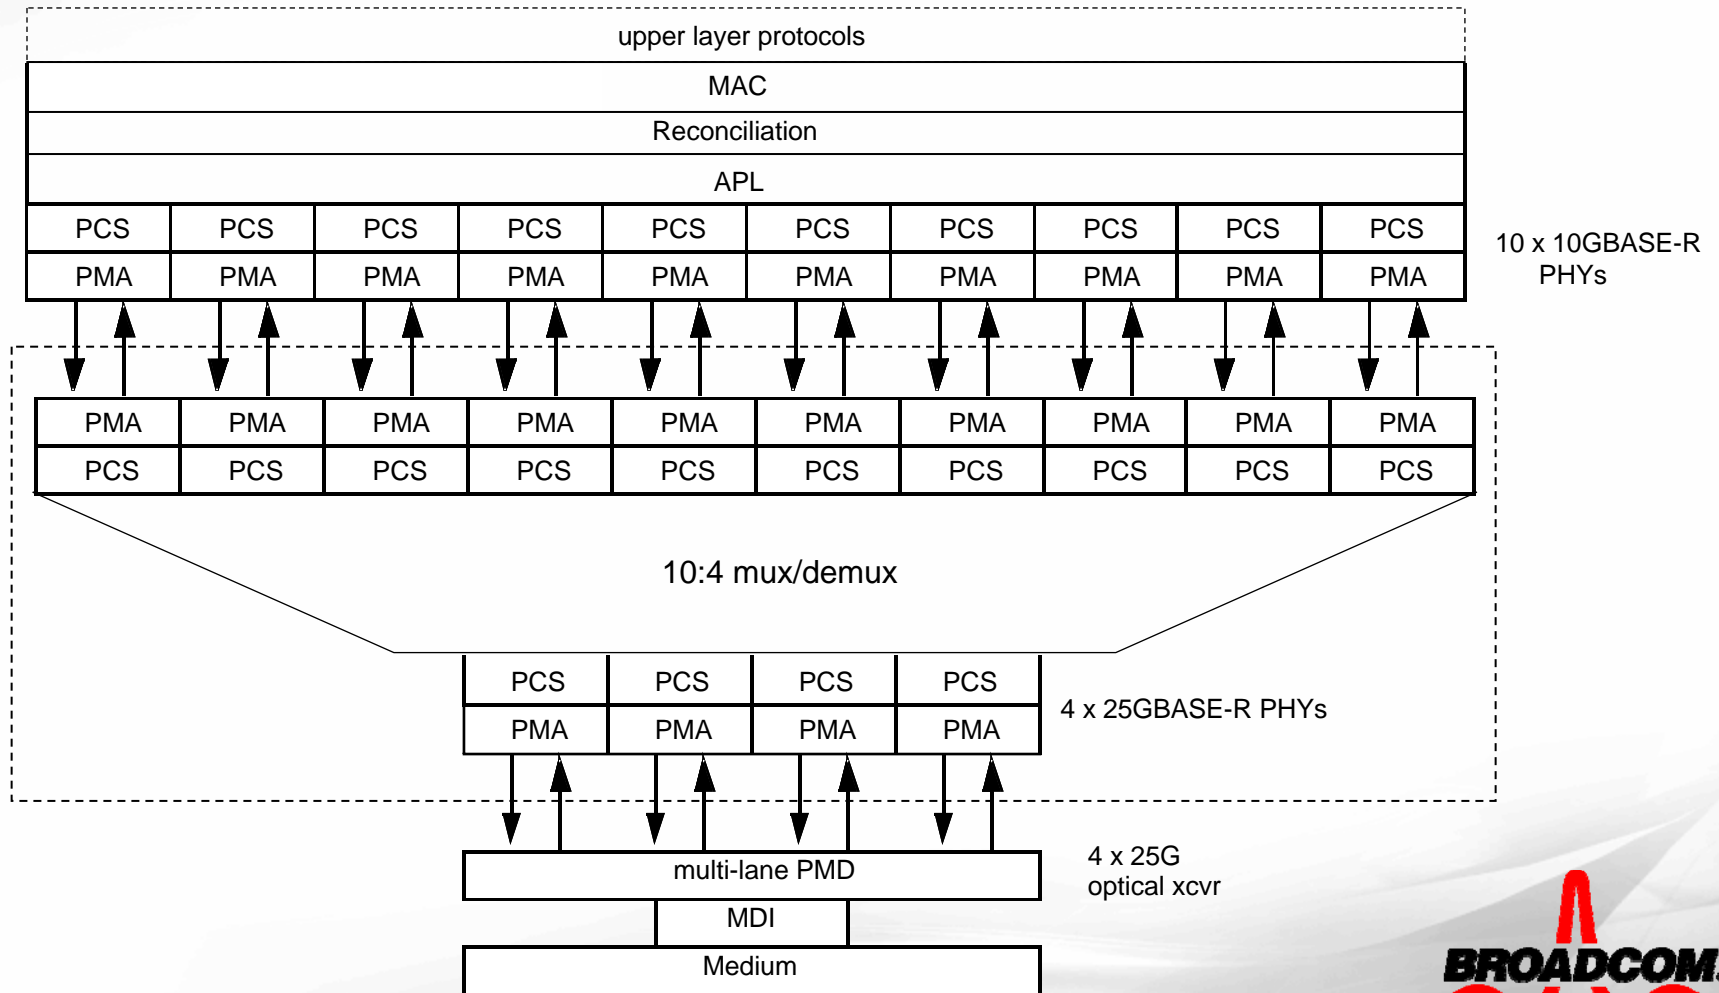 upper layer protocols
MAC
Reconciliation
APL
PCS PCS PCS PCS PCS PCS PCS PCS PCS PCS
PMA PMA PMA PMA PMA PMA PMA PMA PMA PMA
10 x 10GBASE-R
PHYs
PMA PMA PMA PMA PMA PMA PMA PMA PMA PMA
PCS PCS PCS PCS PCS PCS PCS PCS PCS PCS
10:4 mux/demux
PCS PCS PCS PCS
PMA PMA PMA PMA
4 x 25GBASE-R PHYs
multi-lane PMD
4 x 25G
optical xcvr
MDI
Medium
BROADCOM.